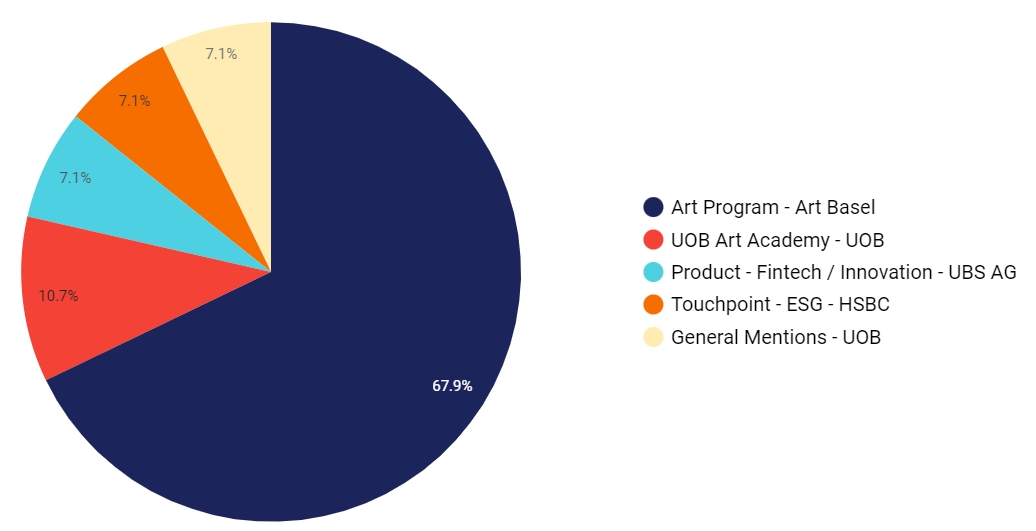 7.1%
7.1%
7.1%
10.7%
67.9%
Art Program - Art Basel
UOB Art Academy - UOB
Product - Fintech / Innovation - UBS AG
Touchpoint - ESG - HSBC
General Mentions - UOB